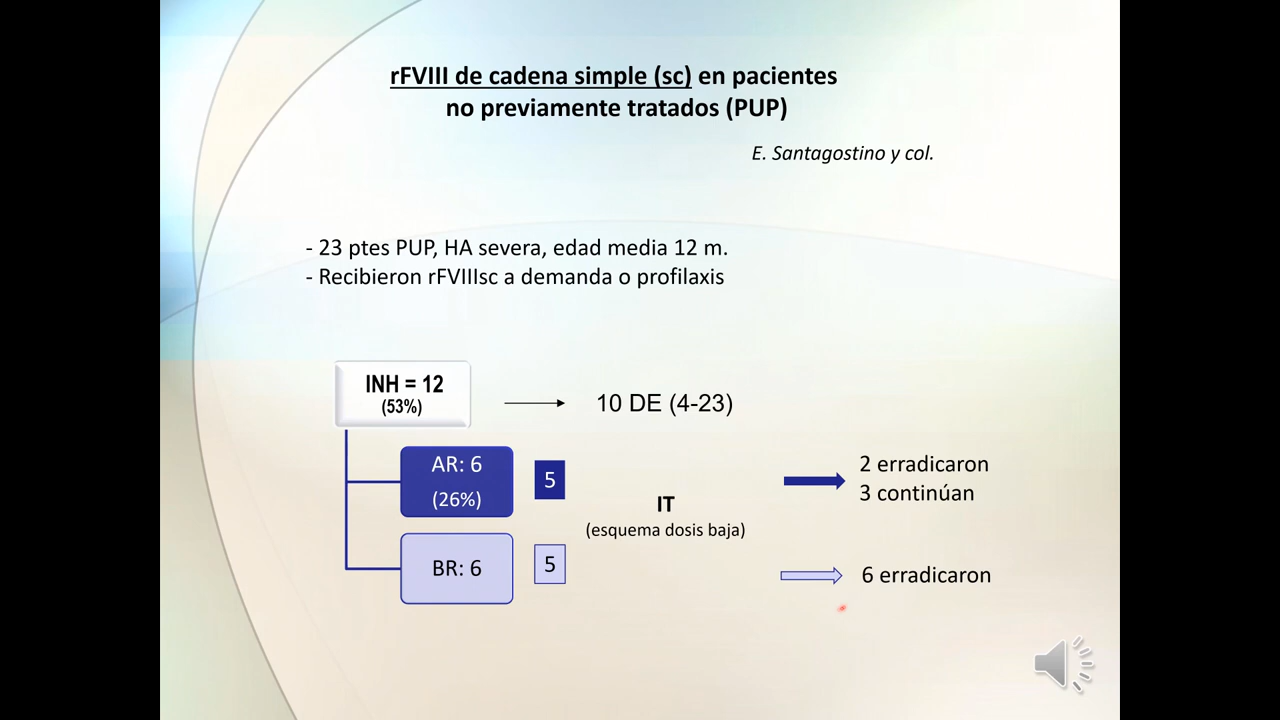 rFVIII de cadena simple (sc) en pacientes
no previamente tratados (PUP)
E. Santagostino y col.
- 23 ptes PUP, HA severa, edad media 12 m.
- Recibieron rFVIIIsc a demanda o profilaxis
INH = 12
(53%)
10 DE (4-23)
AR: 6
(26%)
5
IT
(esquema dosis baja)
2 erradicaron
3 continúan
BR: 6
5
6 erradicaron